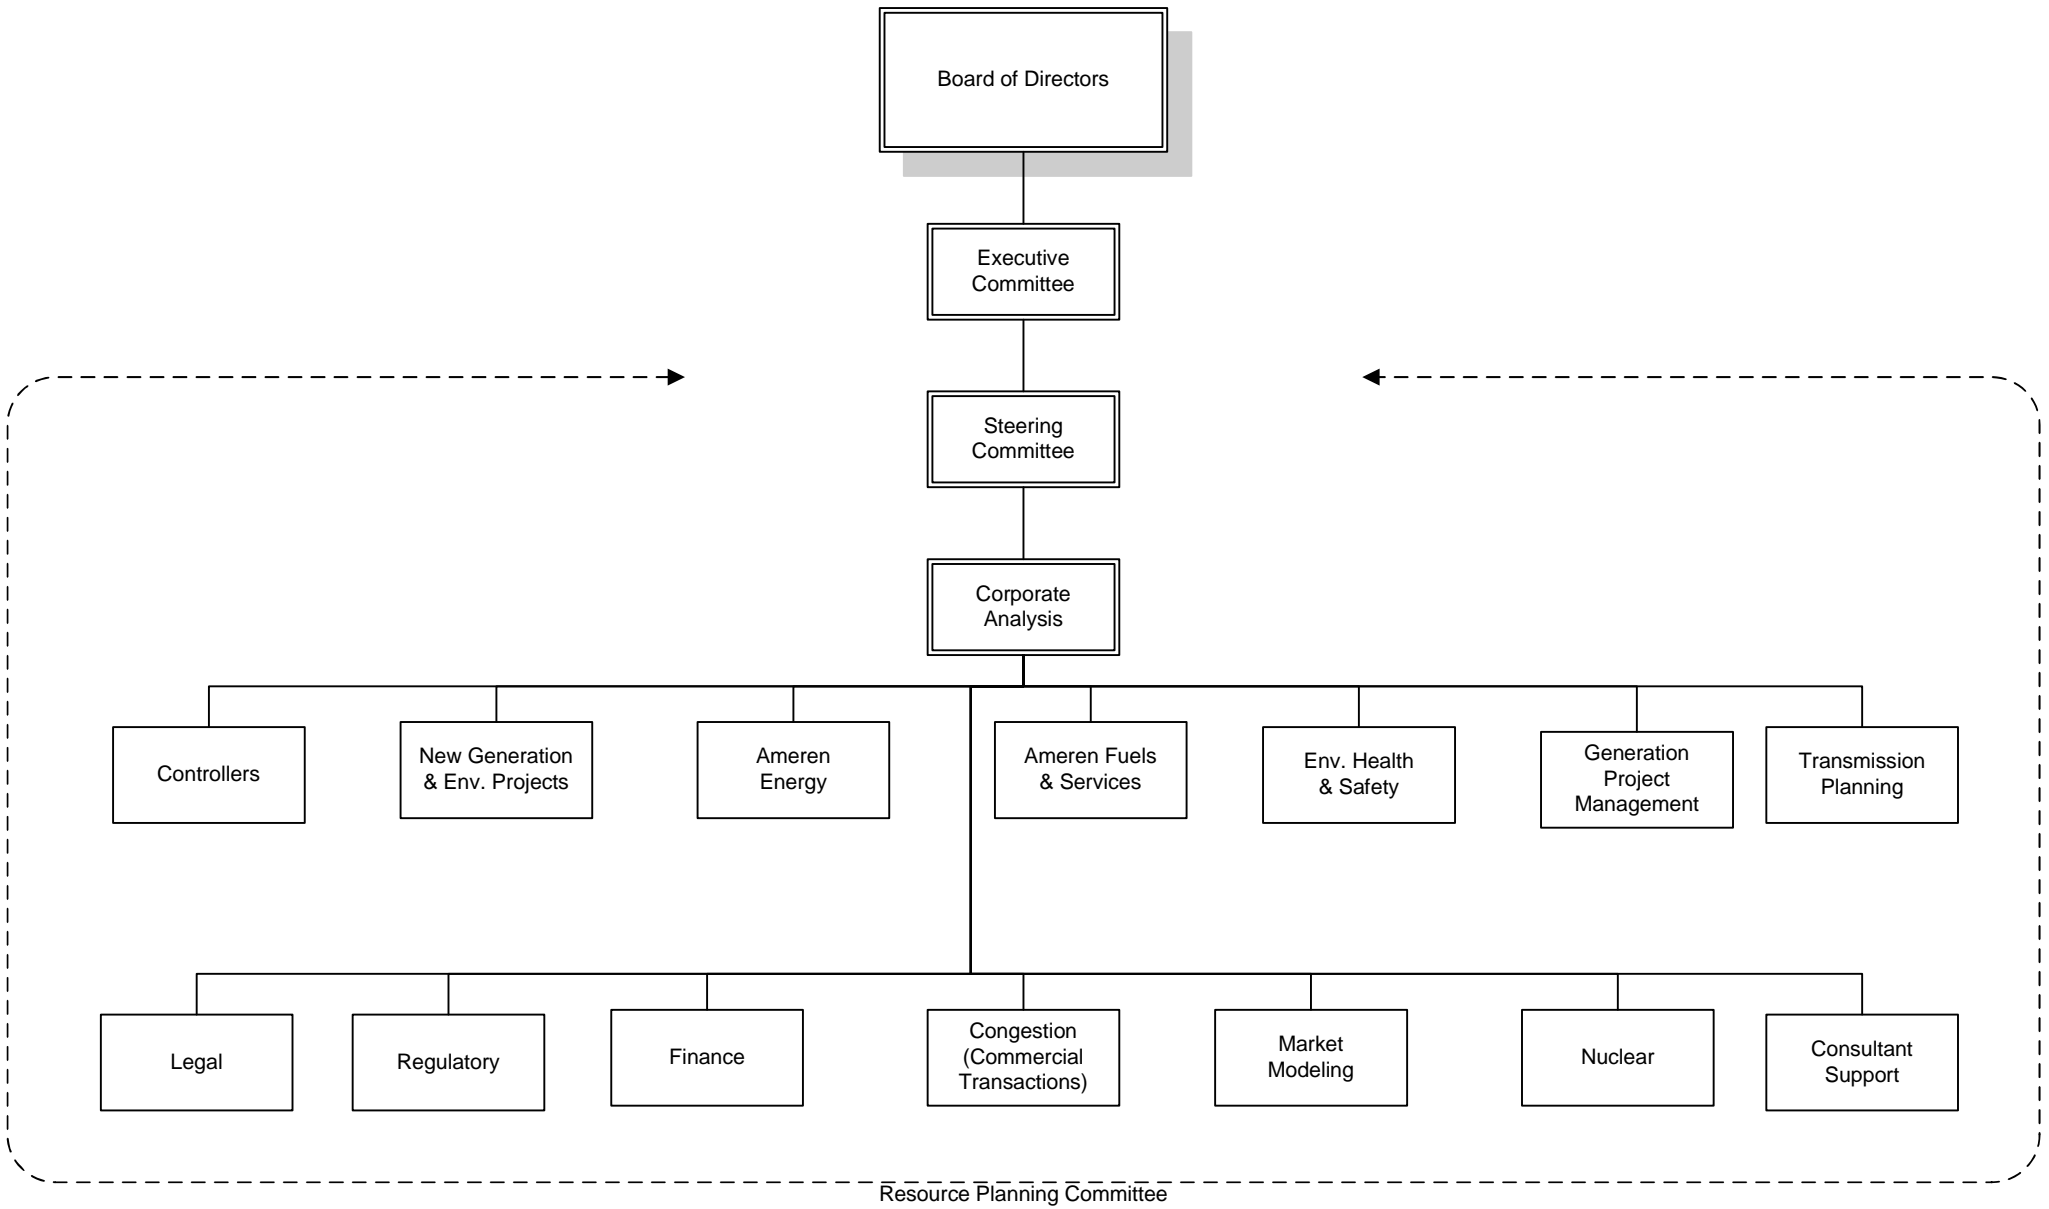 Board of Directors
Executive
Committee
Steering
Committee
Corporate
Analysis
Controllers
New Generation
& Env. Projects
Ameren
Energy
Ameren Fuels
& Services
Env. Health
& Safety
Generation
Project
Management
Transmission
Planning
Legal
Regulatory
Finance
Congestion
(Commercial
Transactions)
Market
Modeling
Nuclear
Consultant
Support
Resource Planning Committee